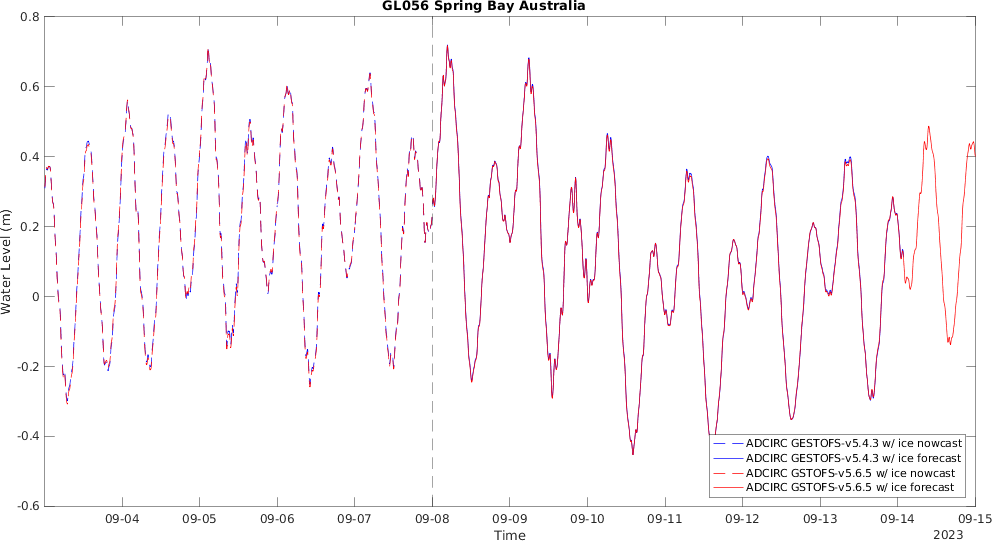 GL056 Spring Bay Australia
Water Level (m)
0.8
0.6
0.4
0.2
0
-0.2
-0.4
-0.6
09-04 09-05 09-06 09-07 09-08 09-09 09-10 09-11 09-12 09-13 09-14 09-15
Time
2023
ADCIRC GESTOFS-v5.4.3 w/ ice nowcast
ADCIRC GESTOFS-v5.4.3 w/ ice forecast
ADCIRC GSTOFS-v5.6.5 w/ ice nowcast
ADCIRC GSTOFS-v5.6.5 w/ ice forecast